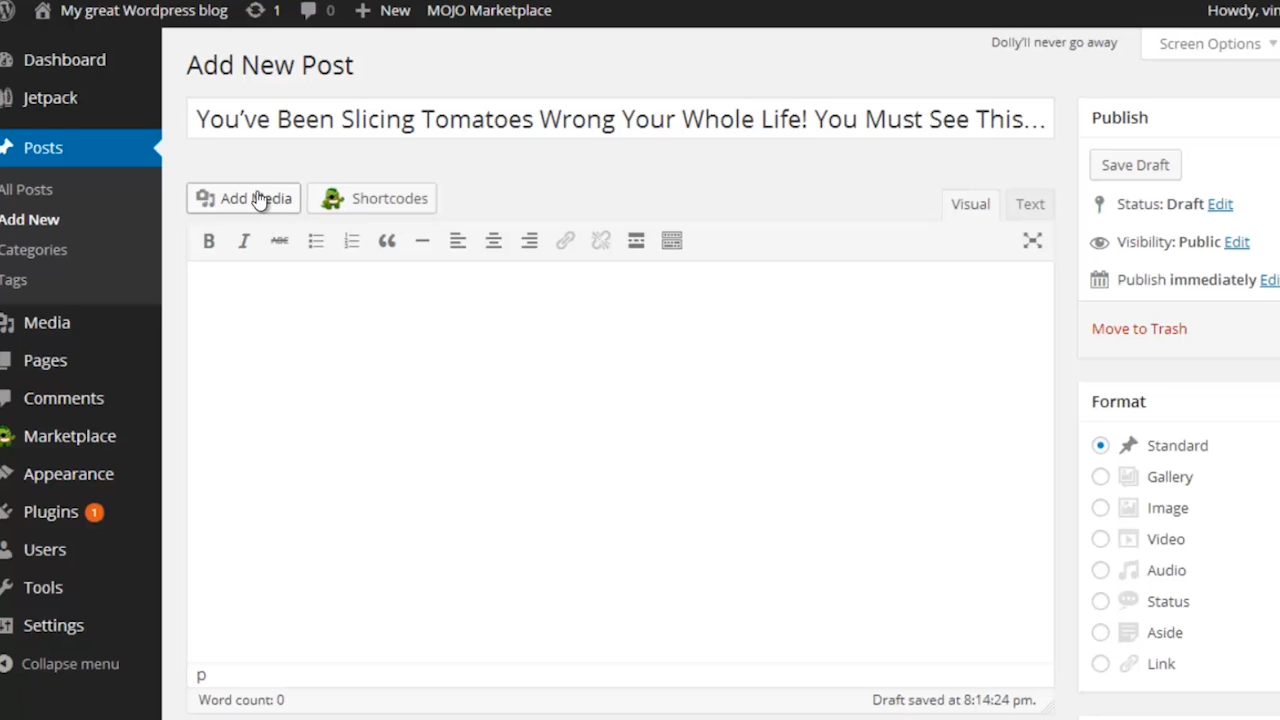 My great Wordpress blog 1 0 New MOJO Marketplace Howdy,
Dolly'll never go away Screen Options
Add New Post
You've Been Slicing Tomatoes Wrong Your Whole Life! You Must See This...
Add Media Shortcodes
Visual Text
B I ABC
p
Word count: 0 Draft saved at 8:14:24 pm.
Dashboard
Jetpack
Posts
All Posts
Add New
Categories
Tags
Media
Pages
Comments
Marketplace
Appearance
Plugins 1
Users
Tools
Settings
Collapse menu
Publish
Save Draft
Status: Draft Edit
Visibility: Public Edit
Publish immediately Edi
Move to Trash
Format
Standard
Gallery
Image
Video
Audio
Status
Aside
Link